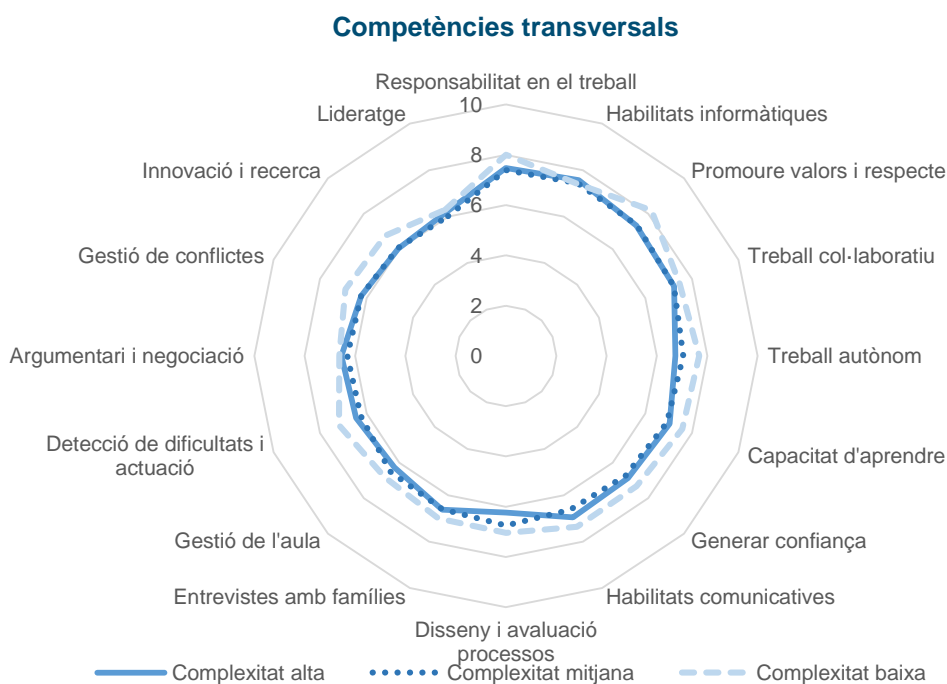 Competències transversals
Responsabilitat en el treball
10
Lideratge
Habilitats informàtiques
8
Innovació i recerca
Promoure valors i respecte
6
Gestió de conflictes
4
Treball col·laboratiu
2
Argumentari i negociació
0
Treball autònom
Detecció de dificultats i
actuació
Capacitat d'aprendre
Gestió de l'aula
Generar confiança
Entrevistes amb famílies
Habilitats comunicatives
Disseny i avaluació
processos
Complexitat alta
Complexitat mitjana
Complexitat baixa